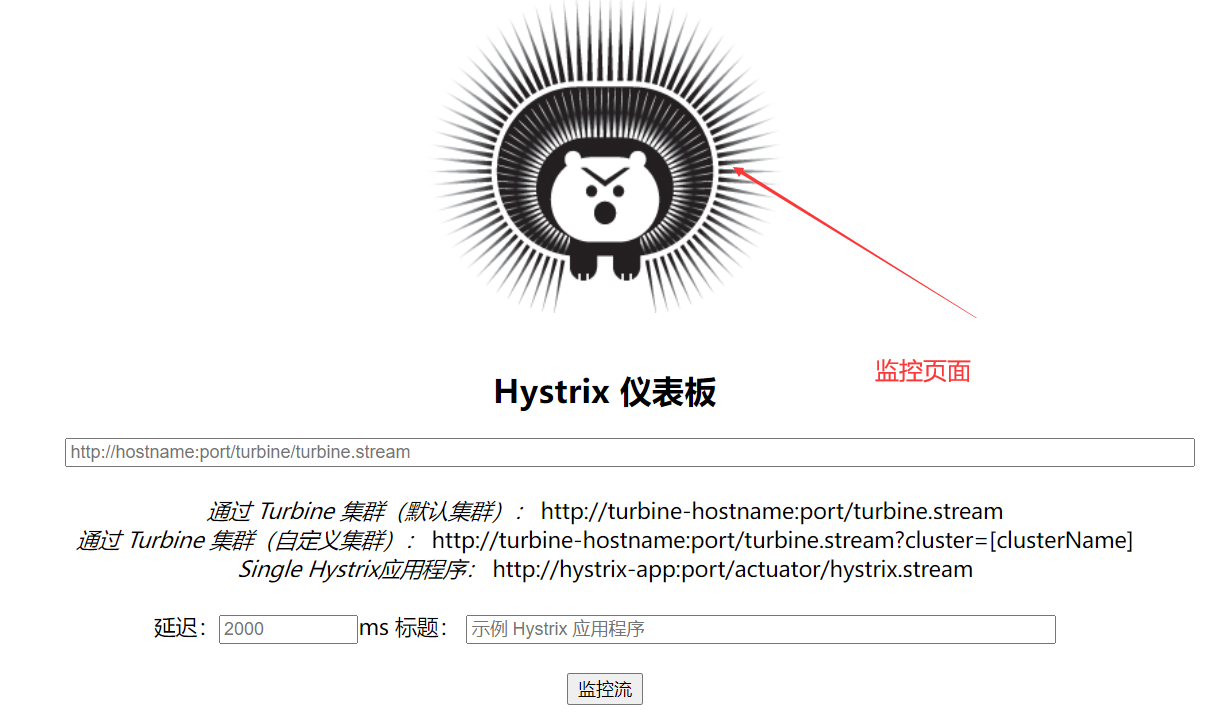 监控页面
Hystrix 仪表板
http://hostname:port/turbine/turbine.stream
通过 Turbine 集群（默认集群）： http://turbine-hostname:port/turbine.stream
通过 Turbine 集群（自定义集群）： http://turbine-hostname:port/turbine.stream?cluster=[clusterName]
Single Hystrix应用程序： http://hystrix-app:port/actuator/hystrix.stream
延迟： 2000 ms 标题： 示例 Hystrix 应用程序
监控流